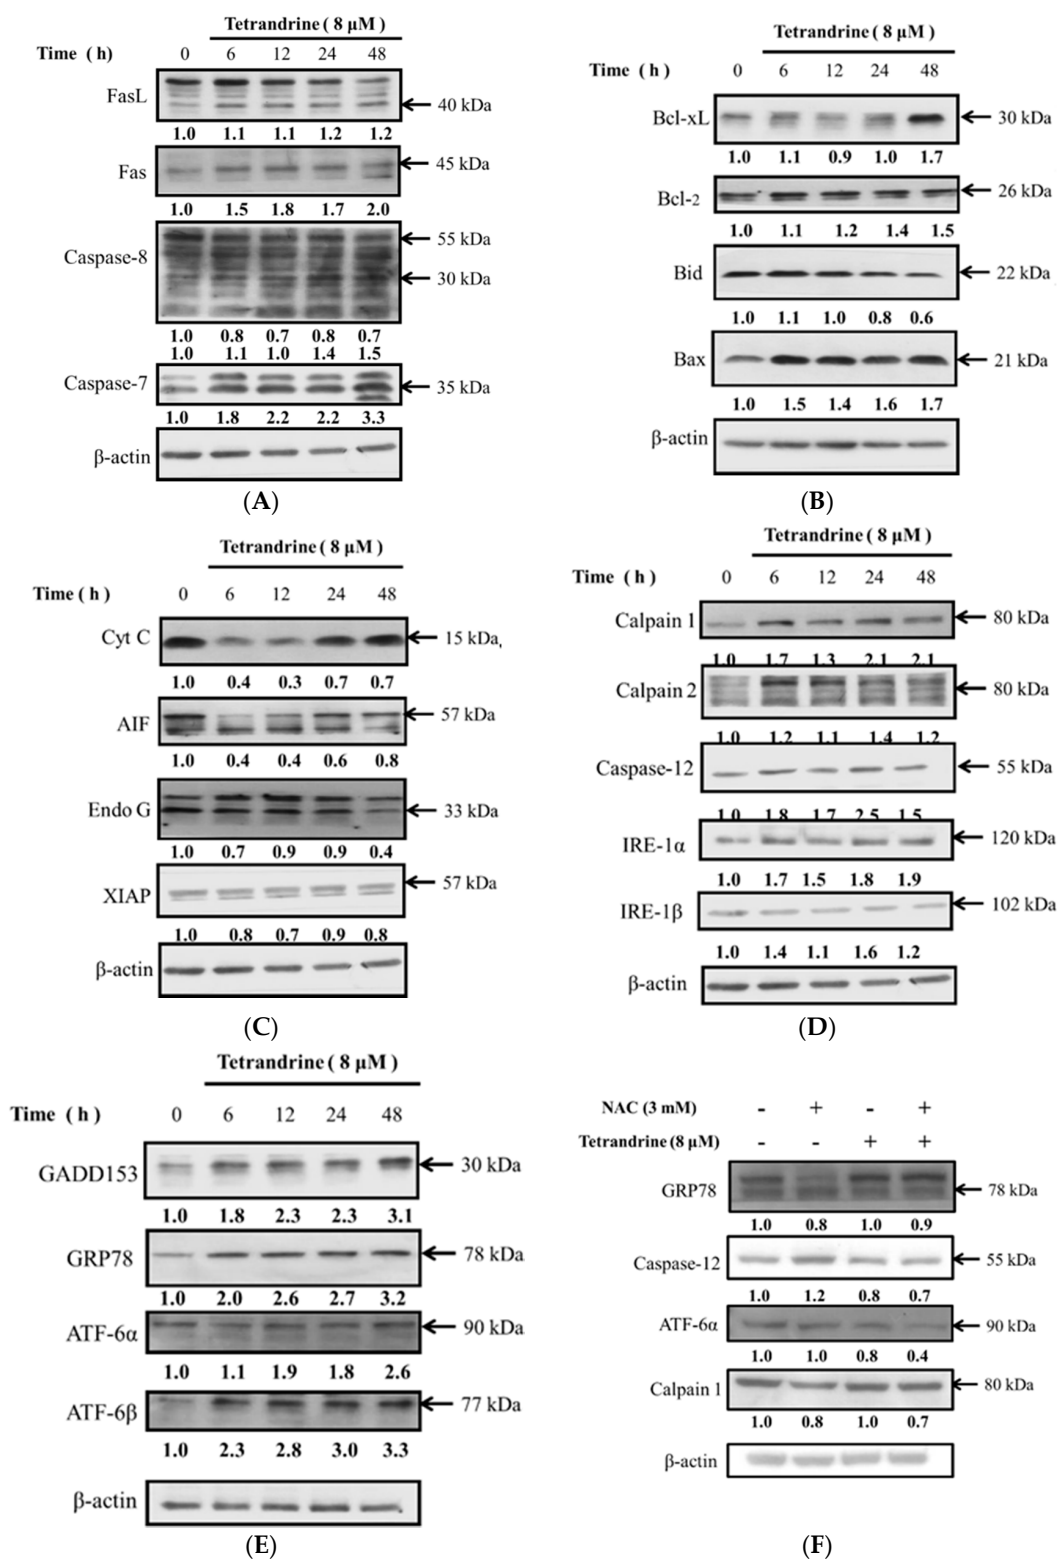 Tetrandrine ( 8 μM )
Time ( h) 0 6 12 24 48
FasL 40 kDa
1.0 1.1 1.1 1.2 1.2
Fas 45 kDa
1.0 1.5 1.8 1.7 2.0
Caspase-8 55 kDa
30 kDa
1.0 0.8 0.7 0.8 0.7
1.0 1.1 1.0 1.4 1.5
Caspase-7 35 kDa
1.0 1.8 2.2 2.2 3.3
β-actin
(A)
Tetrandrine ( 8 μM )
Time ( h ) 0 6 12 24 48
Bcl-xL 30 kDa
1.0 1.1 0.9 1.0 1.7
Bcl-2 26 kDa
1.0 1.1 1.2 1.4 1.5
Bid 22 kDa
1.0 1.1 1.0 0.8 0.6
Bax 21 kDa
1.0 1.5 1.4 1.6 1.7
β-actin
(B)
Tetrandrine ( 8 μM )
Time ( h ) 0 6 12 24 48
Cyt C 15 kDa,
1.0 0.4 0.3 0.7 0.7
AIF 57 kDa
1.0 0.4 0.4 0.6 0.8
Endo G 33 kDa
1.0 0.7 0.9 0.9 0.4
XIAP 57 kDa
1.0 0.8 0.7 0.9 0.8
β-actin
(C)
Tetrandrine ( 8 μM )
Time ( h ) 0 6 12 24 48
Calpain 1 80 kDa
1.0 1.7 1.3 2.1 2.1
Calpain 2 80 kDa
1.0 1.2 1.1 1.4 1.2
Caspase-12 55 kDa
1.0 1.8 1.7 2.5 1.5
IRE-1α 120 kDa
1.0 1.7 1.5 1.8 1.9
IRE-1β 102 kDa
1.0 1.4 1.1 1.6 1.2
β-actin
(D)
Tetrandrine ( 8 μM )
Time ( h ) 0 6 12 24 48
GADD153 30 kDa
1.0 1.8 2.3 2.3 3.1
GRP78 78 kDa
1.0 2.0 2.6 2.7 3.2
ATF-6α 90 kDa
1.0 1.1 1.9 1.8 2.6
ATF-6β 77 kDa
1.0 2.3 2.8 3.0 3.3
β-actin
(E)
NAC (3 mM) - + - +
Tetrandrine (8 μM) - - + +
GRP78 78 kDa
1.0 0.8 1.0 0.9
Caspase-12 55 kDa
1.0 1.2 0.8 0.7
ATF-6α 90 kDa
1.0 1.0 0.8 0.4
Calpain 1 80 kDa
1.0 0.8 1.0 0.7
β-actin
(F)